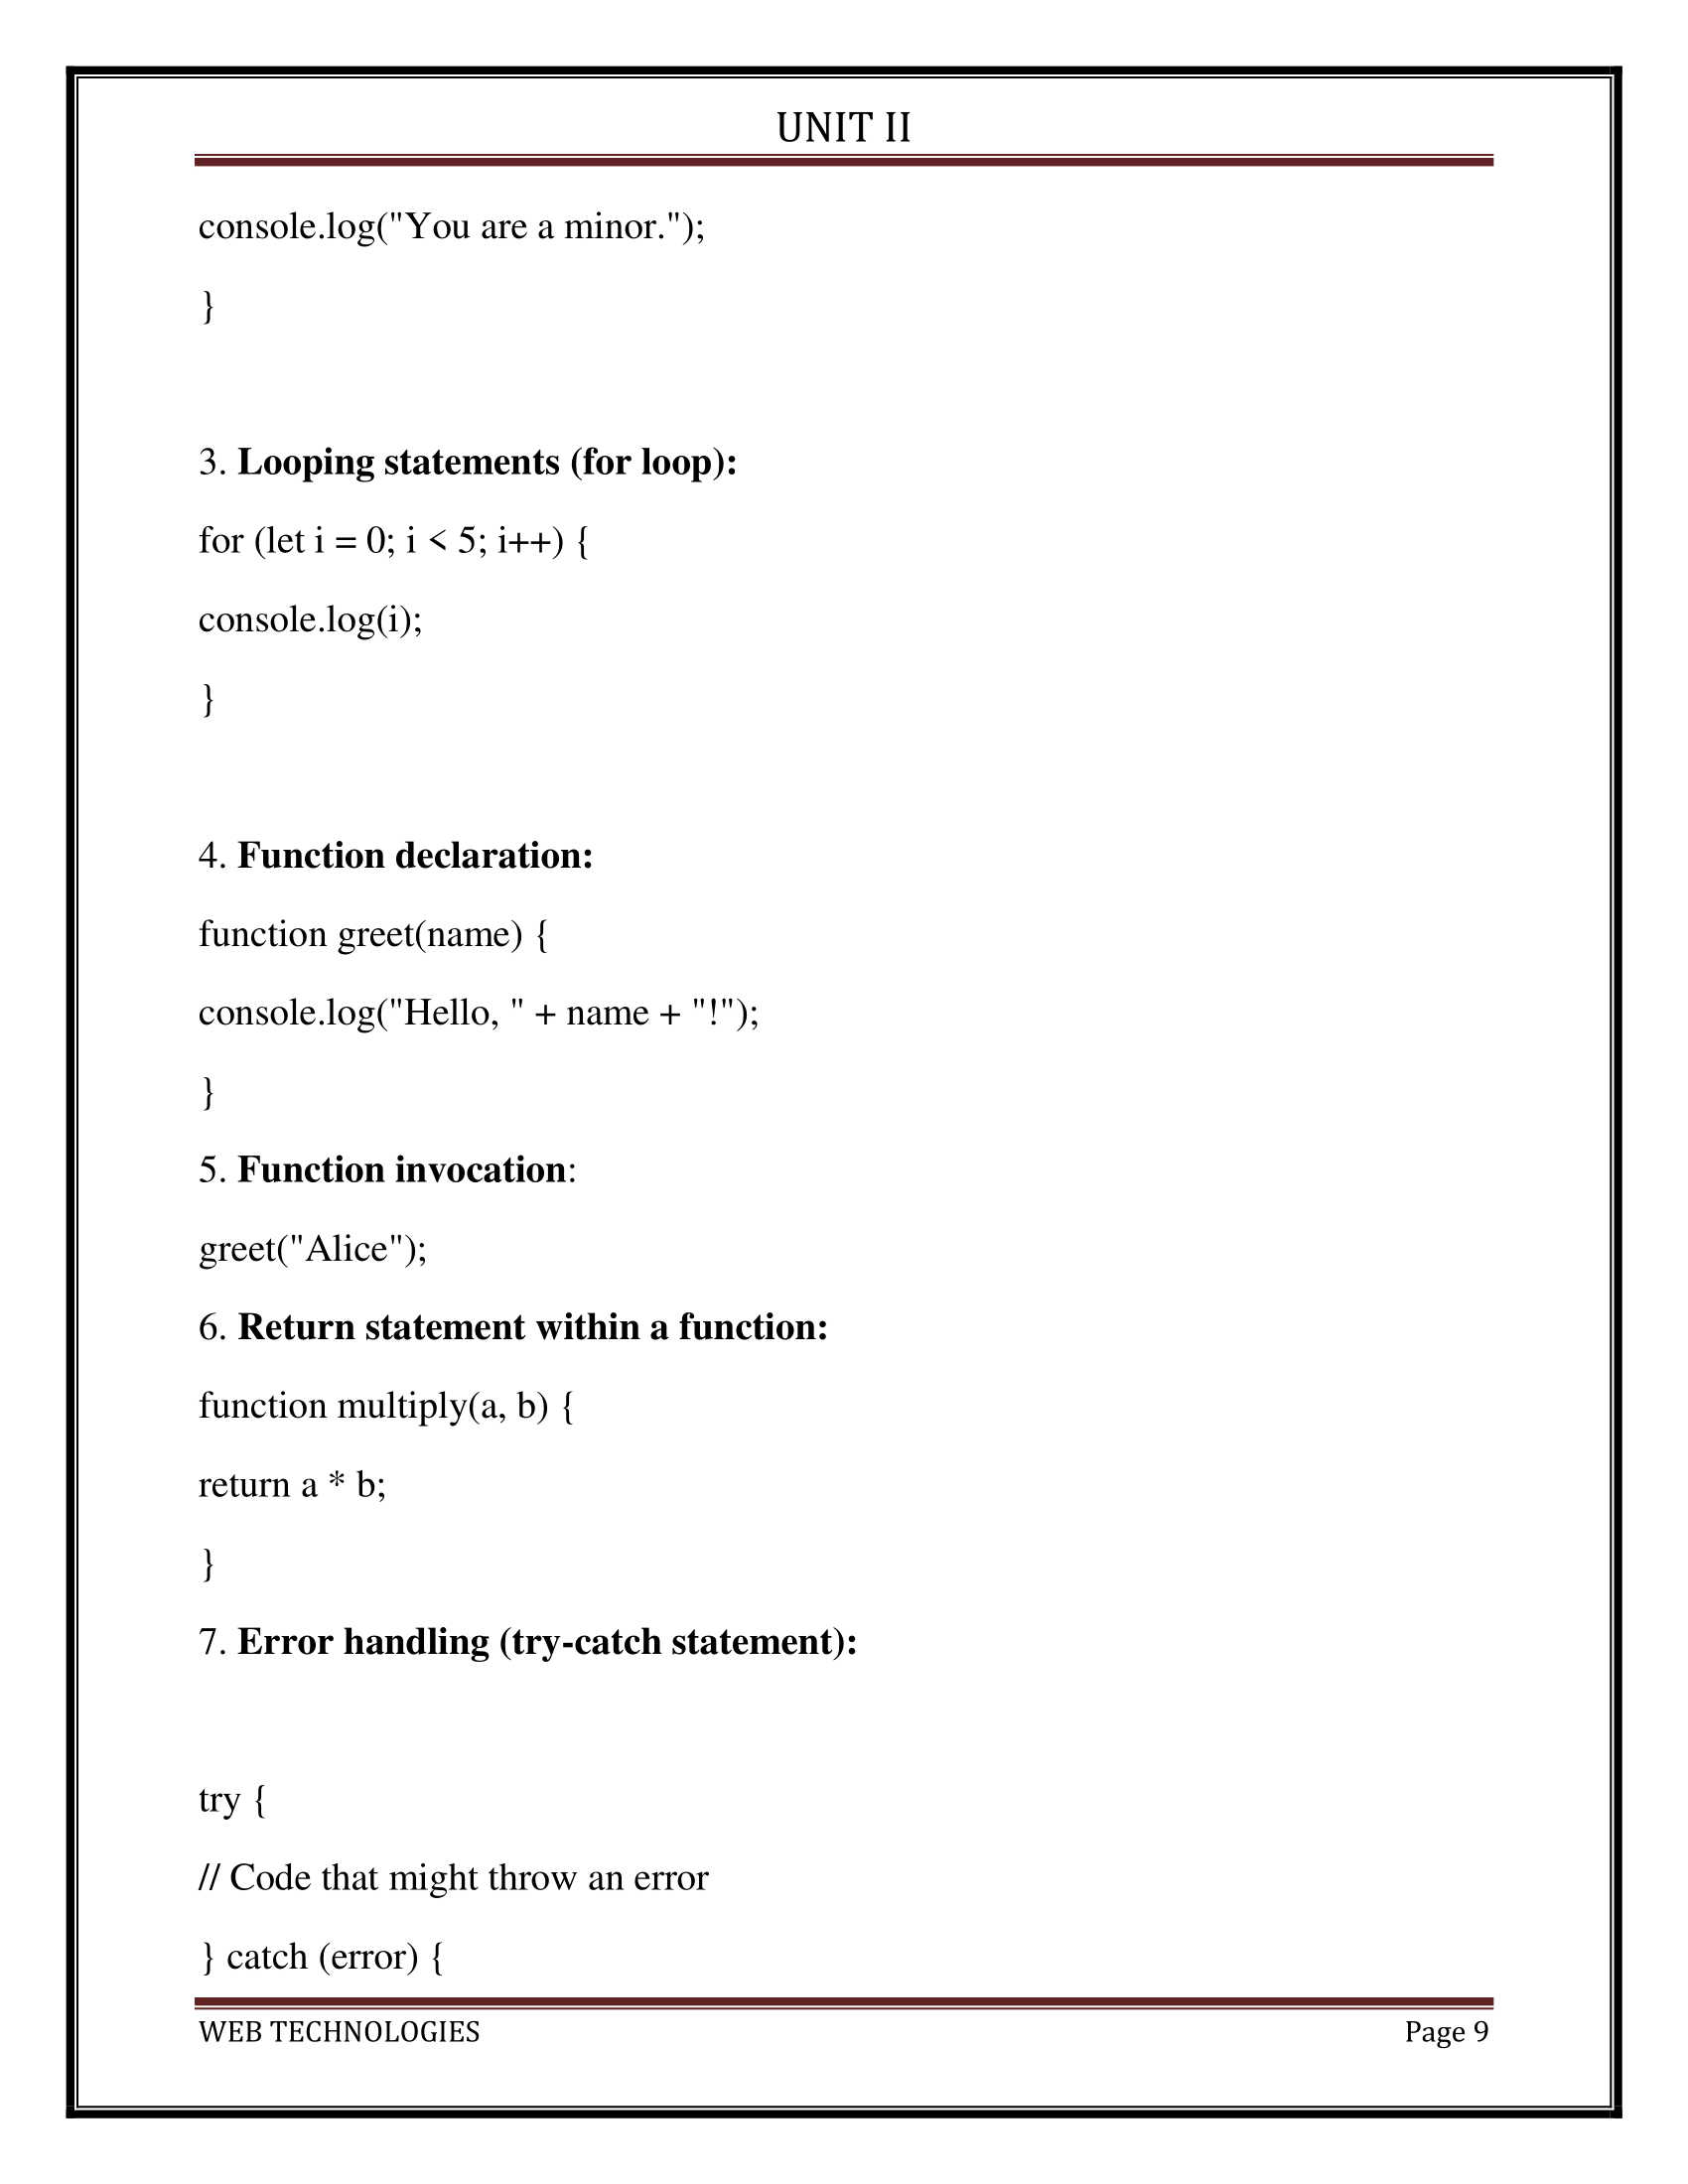 UNIT II
console.log("You are a minor.");
}
3. Looping statements (for loop):
for (let i = 0; i < 5; i++) {
console.log(i);
}
4. Function declaration:
function greet(name) {
console.log("Hello, " + name + "!");
}
5. Function invocation:
greet("Alice");
6. Return statement within a function:
function multiply(a, b) {
return a * b;
}
7. Error handling (try-catch statement):
try {
// Code that might throw an error
} catch (error) {
WEB TECHNOLOGIES Page 9